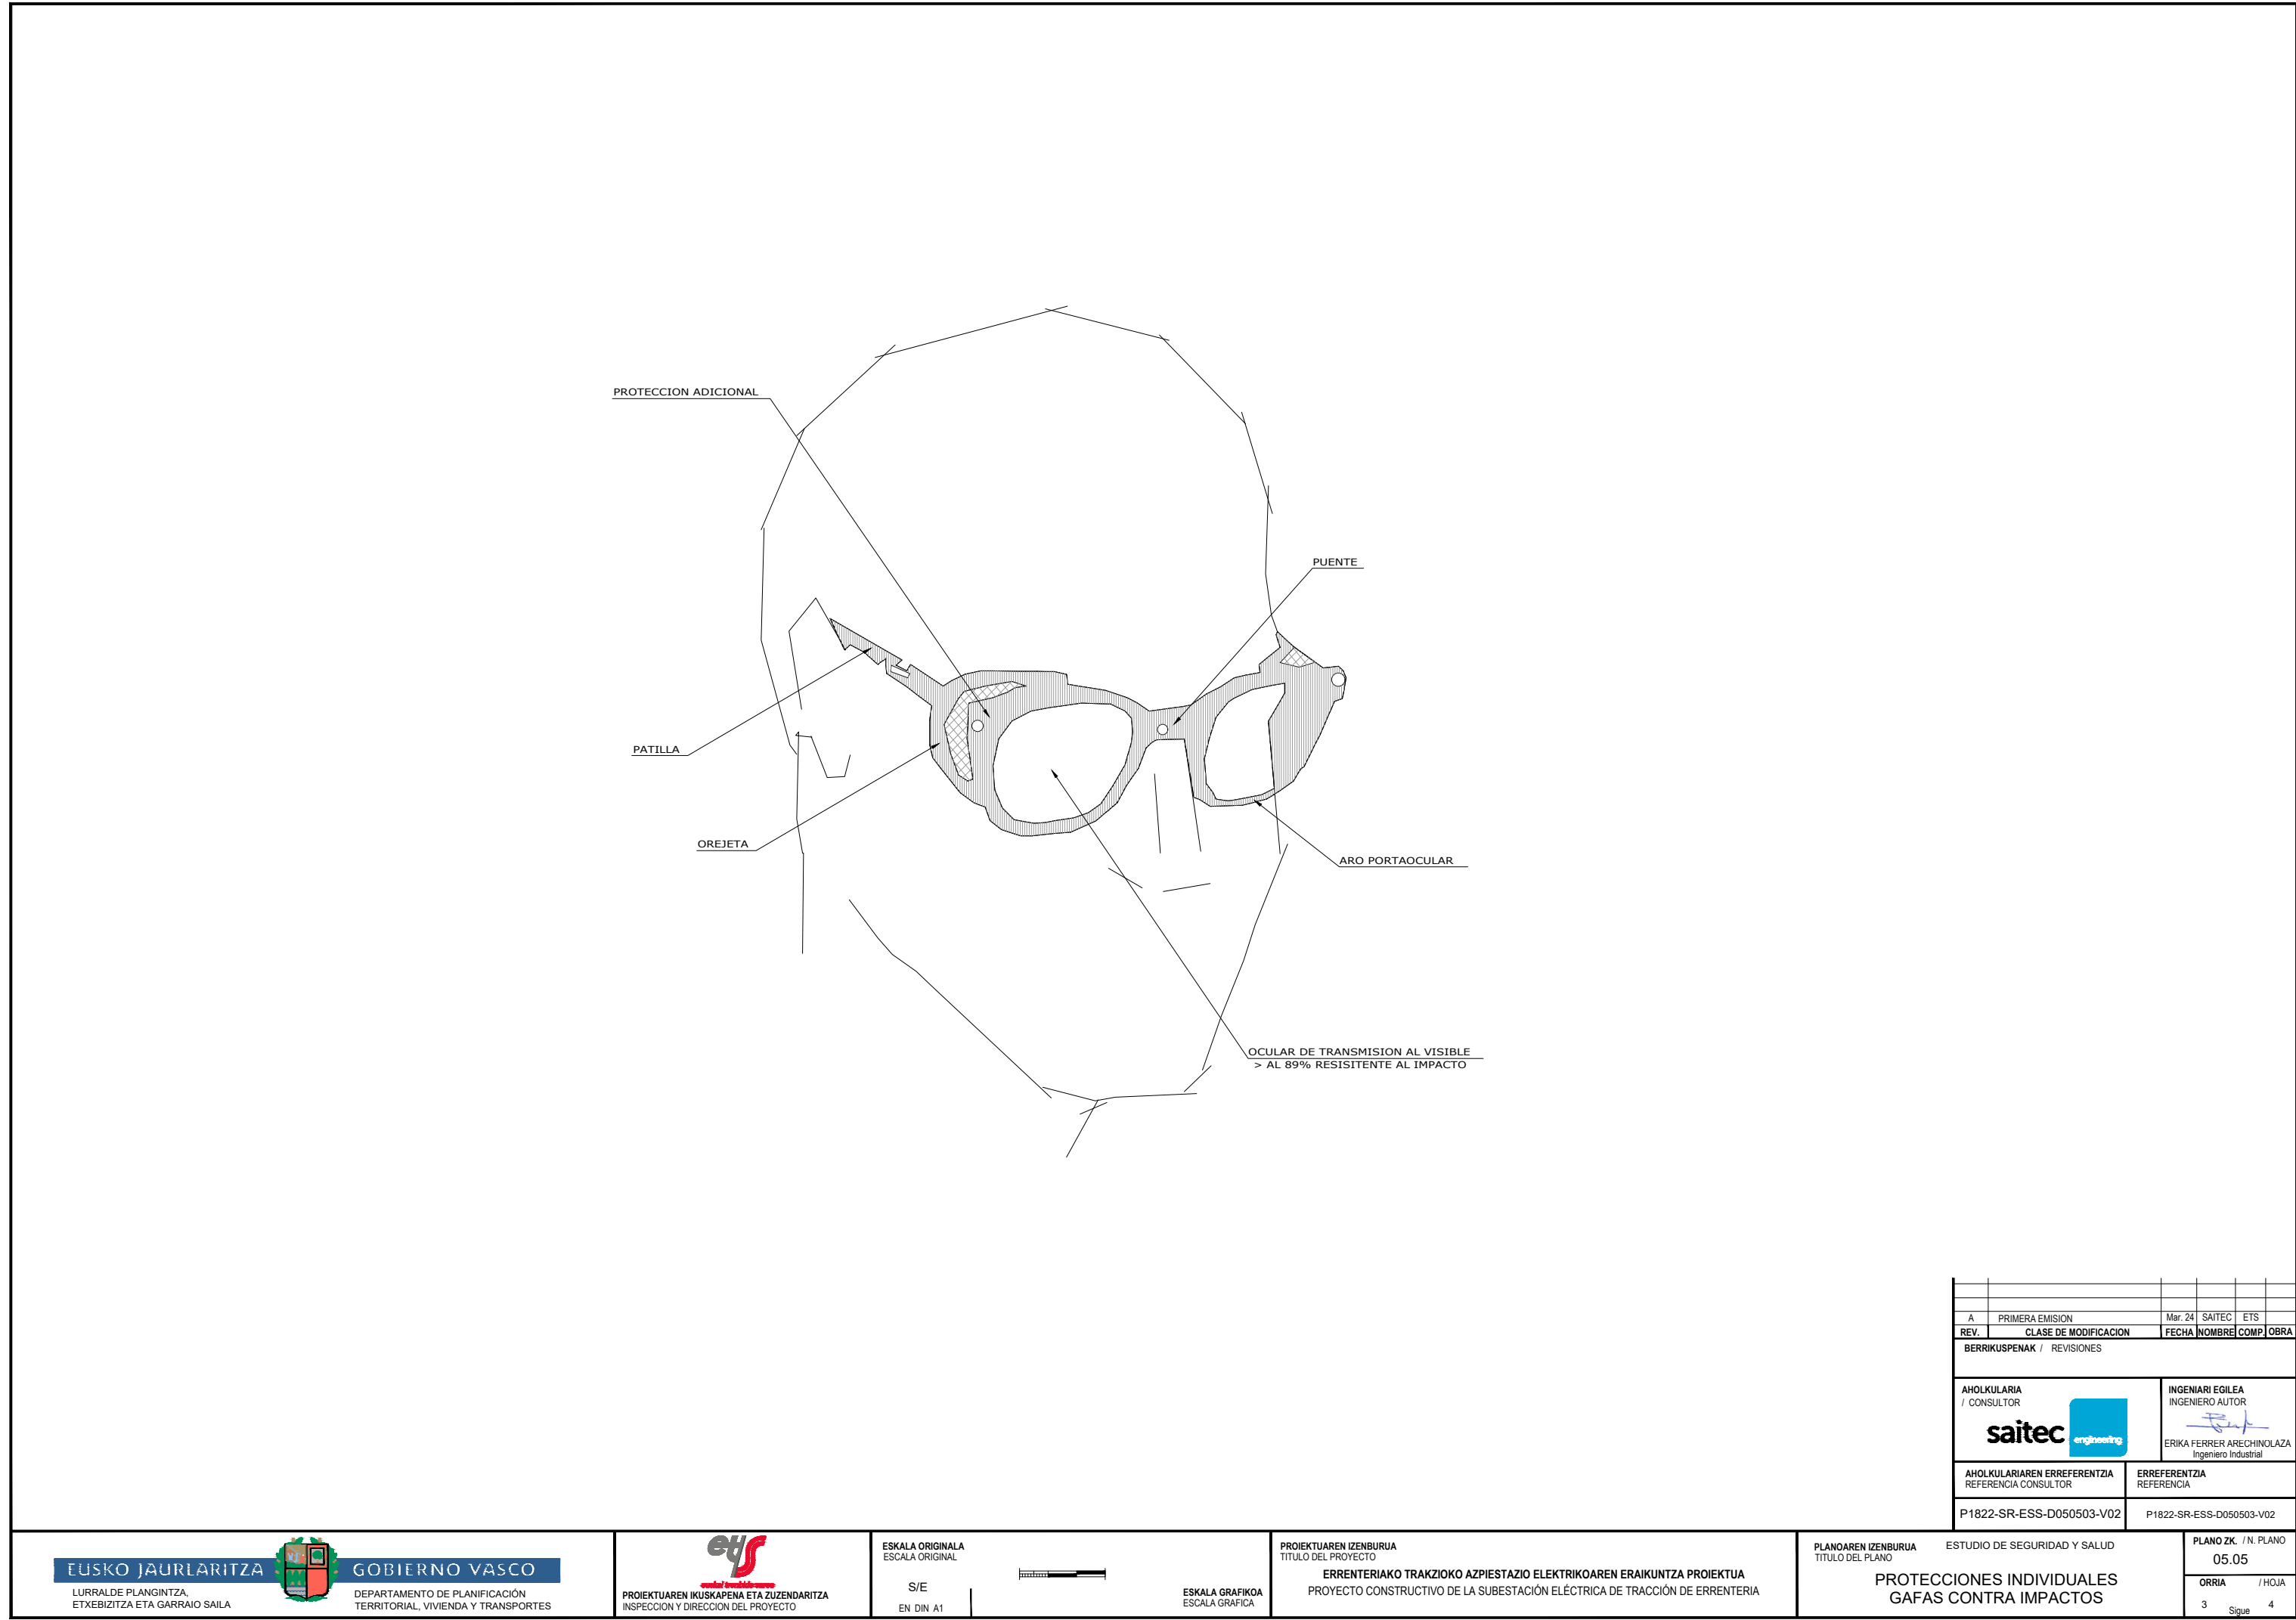 PROTECCION ADICIONAL
PUENTE
PATILLA
OREJETA
ARO PORTAOCULAR
OCULAR DE TRANSMISION AL VISIBLE
> AL 89% RESISITENTE AL IMPACTO
A PRIMERA EMISION Mar. 24 SAITEC ETS
REV. CLASE DE MODIFICACION FECHA NOMBRE COMP. OBRA
BERRIKUSPENAK / REVISIONES
AHOLKULARIA
/ CONSULTOR
saitec engineering
INGENIARI EGILEA
INGENIERO AUTOR
ERIKA FERRER ARECHINOLAZA
Ingeniero Industrial
AHOLKULARIAREN ERREFERENTZIA
REFERENCIA CONSULTOR
ERREFERENTZIA
REFERENCIA
P1822-SR-ESS-D050503-V02
P1822-SR-ESS-D050503-V02
EUSKO JAURLARITZA
GOBIERNO VASCO
LURRALDE PLANGINTZA,
ETXEBIZITZA ETA GARRAIO SAILA
DEPARTAMENTO DE PLANIFICACIÓN
TERRITORIAL, VIVIENDA Y TRANSPORTES
ets
euskal trenbide sarea
PROIEKTUAREN IKUSKAPENA ETA ZUZENDARITZA
INSPECCION Y DIRECCION DEL PROYECTO
ESKALA ORIGINALA
ESCALA ORIGINAL
S/E
EN DIN A1
ESKALA GRAFIKOA
ESCALA GRAFICA
PROIEKTUAREN IZENBURUA
TITULO DEL PROYECTO
ERRENTERIAKO TRAKZIOKO AZPIESTAZIO ELEKTRIKOAREN ERAIKUNTZA PROIEKTUA
PROYECTO CONSTRUCTIVO DE LA SUBESTACIÓN ELÉCTRICA DE TRACCIÓN DE ERRENTERIA
PLANOAREN IZENBURUA
TITULO DEL PLANO
ESTUDIO DE SEGURIDAD Y SALUD
PROTECCIONES INDIVIDUALES
GAFAS CONTRA IMPACTOS
PLANO ZK. / N. PLANO
05.05
ORRIA / HOJA
3 Sigue 4